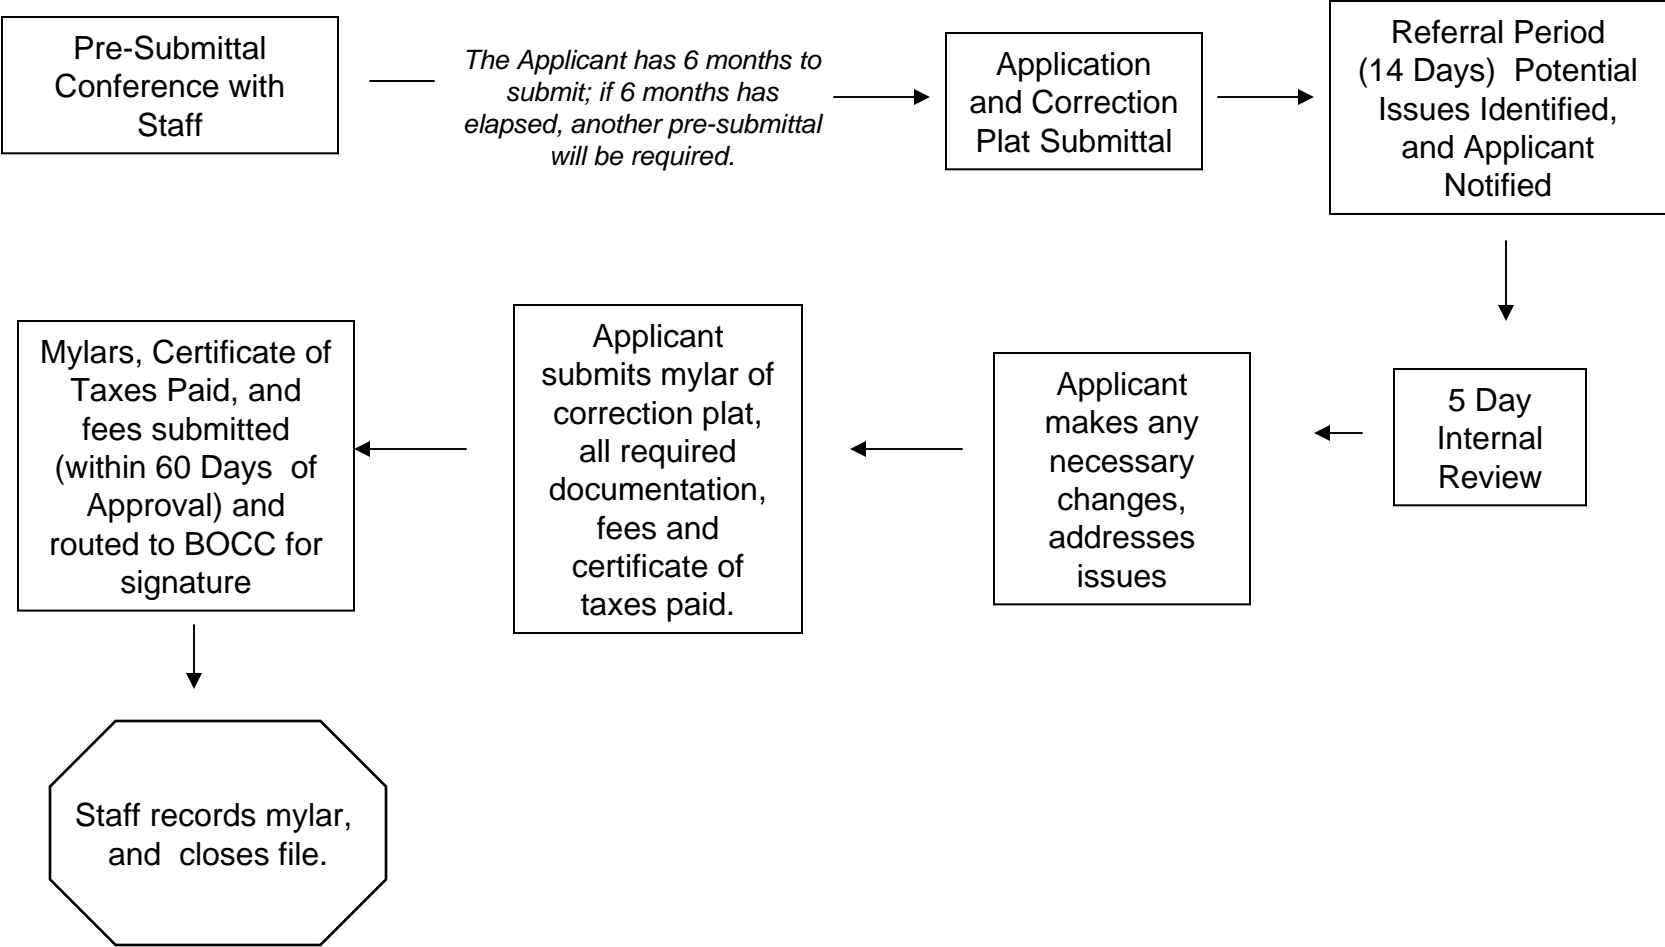 Pre-Submittal
Conference with
Staff
The Applicant has 6 months to
submit; if 6 months has
elapsed, another pre-submittal
will be required.
Application
and Correction
Plat Submittal
Referral Period
(14 Days)  Potential
Issues Identified,
and Applicant
Notified
5 Day
Internal
Review
Applicant
makes any
necessary
changes,
addresses
issues
Applicant
submits mylar of
correction plat,
all required
documentation,
fees and
certificate of
taxes paid.
Mylars, Certificate of
Taxes Paid, and
fees submitted
(within 60 Days  of
Approval) and
routed to BOCC for
signature
Staff records mylar,
and  closes file.